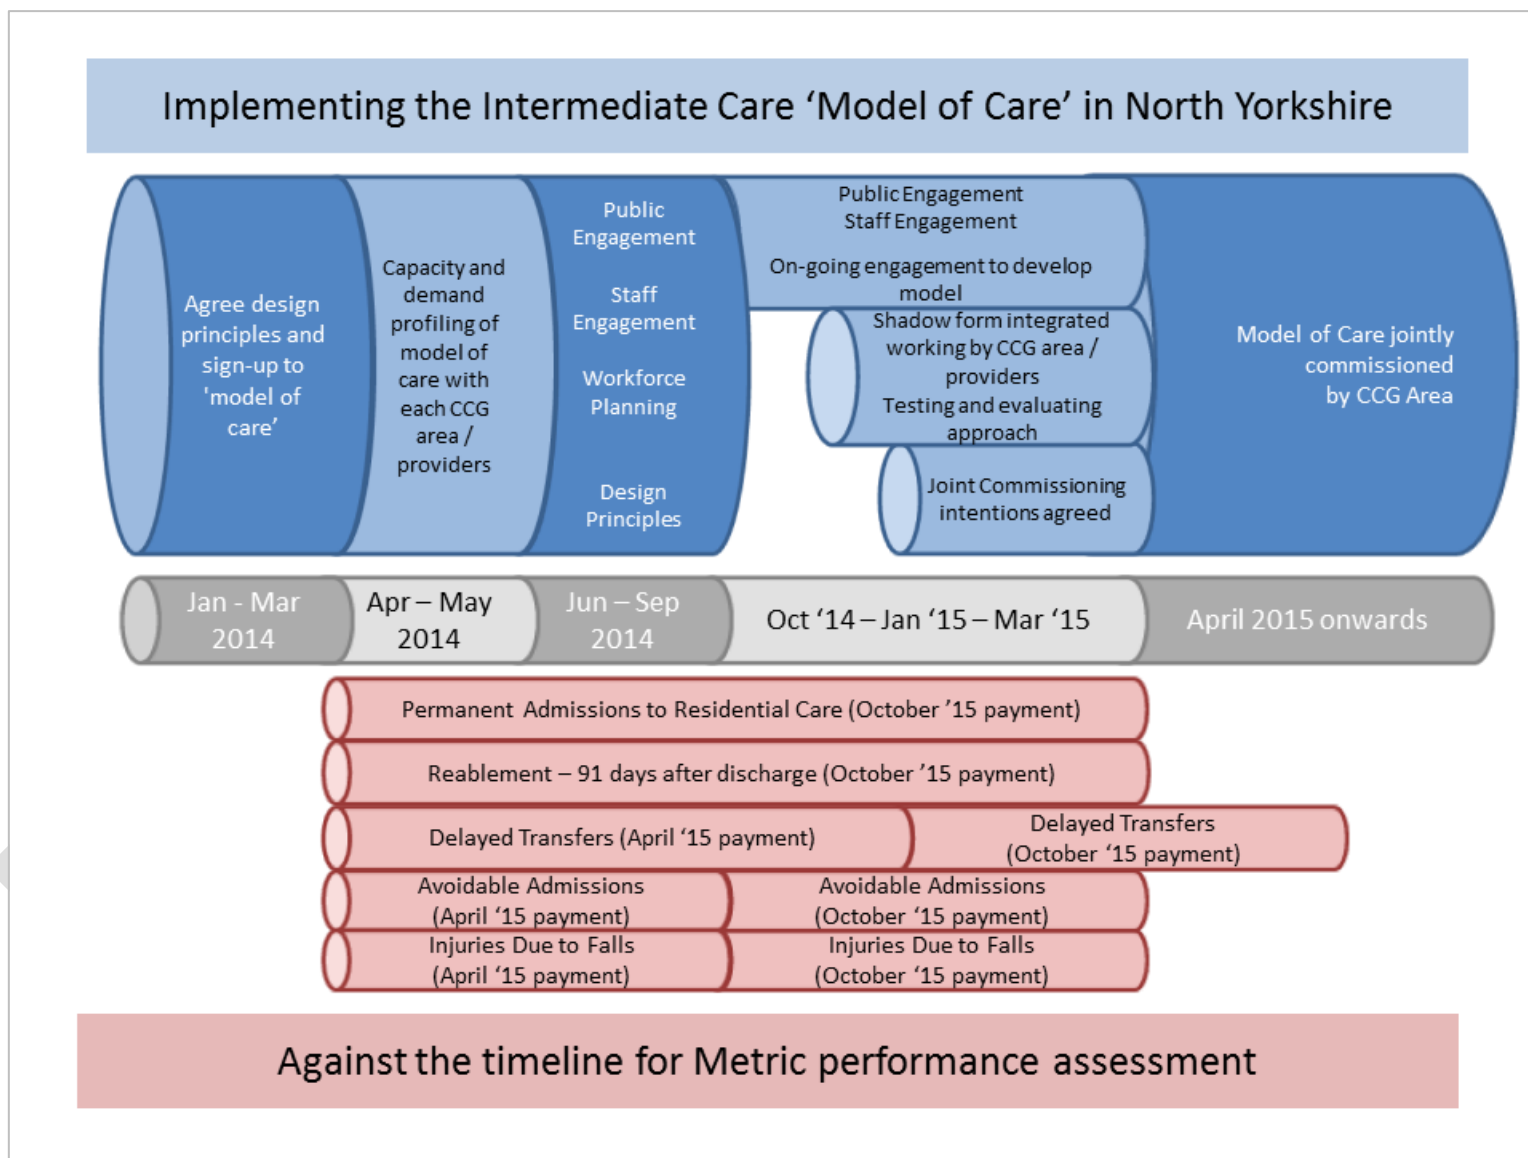 Implementing the Intermediate Care ‘Model of Care’ in North Yorkshire
Agree design
principles and
sign-up to
'model of
care’
Capacity and
demand
profiling of
model of
care with
each CCG
area /
providers
Public
Engagement
Staff
Engagement
Workforce
Planning
Design
Principles
Public Engagement
Staff Engagement
On-going engagement to develop
model
Shadow form integrated
working by CCG area /
providers
Testing and evaluating
approach
Joint Commissioning
intentions agreed
Model of Care jointly
commissioned
by CCG Area
Jan - Mar
2014
Apr – May
2014
Jun – Sep
2014
Oct ‘14 – Jan ‘15 – Mar ‘15
April 2015 onwards
Permanent Admissions to Residential Care (October ’15 payment)
Reablement – 91 days after discharge (October ’15 payment)
Delayed Transfers (April ‘15 payment)
Delayed Transfers
(October ‘15 payment)
Avoidable Admissions
(April ‘15 payment)
Avoidable Admissions
(October ‘15 payment)
Injuries Due to Falls
(April ‘15 payment)
Injuries Due to Falls
(October ‘15 payment)
Against the timeline for Metric performance assessment